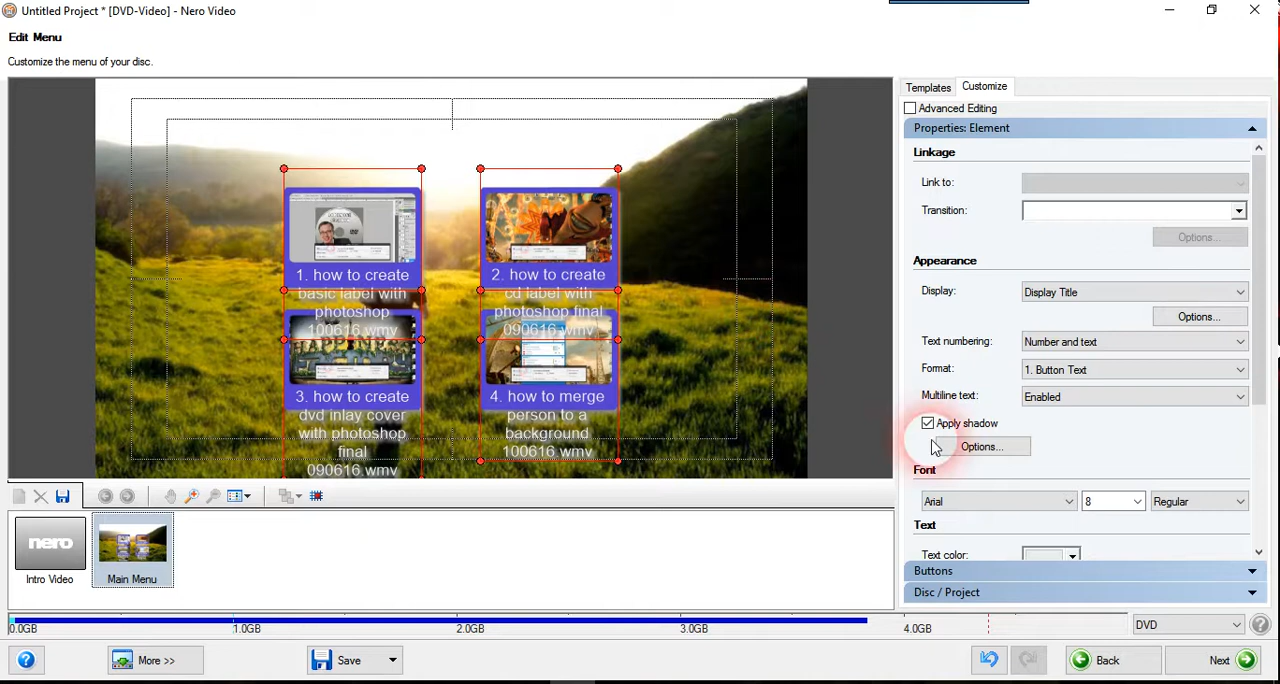 Untitled Project * [DVD-Video] - Nero Video
Edit Menu
Customize the menu of your disc.
Templates
Customize
Advanced Editing
Properties: Element
Linkage
Link to:
Transition:
Options...
Appearance
Display:
Display Title
Options...
Text numbering:
Number and text
Format:
1. Button Text
Multiline text:
Enabled
Apply shadow
Options...
Font
Arial
8
Regular
Text
Text color:
Buttons
Disc / Project
1. how to create
basic label with
photoshop
100616.wmv
2. how to create
cd label with
photoshop final
090616.wmv
3. how to create
dvd inlay cover
with photoshop
final
090616.wmv
4. how to merge
person to a
background
100616.wmv
nero
Intro Video
Main Menu
0.0GB
1.0GB
2.0GB
3.0GB
4.0GB
DVD
More >>
Save
Back
Next